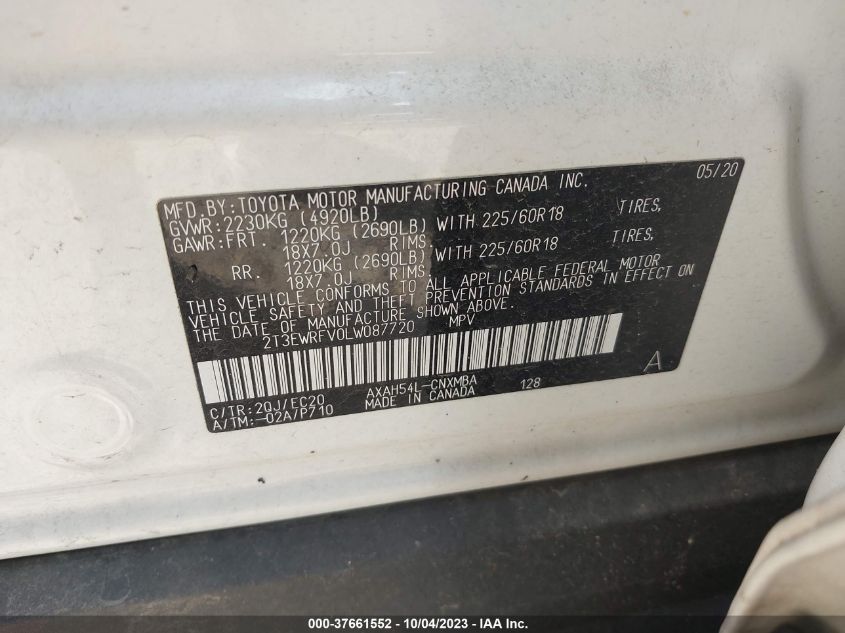 MFD.BY:TOYOTA MOTOR MANUFACTURING CANADA INC. 05/20
GVWR:2230KG (4920LB)
GAWR:FRT. 1220KG (2690LB) WITH 225/60R18 TIRES,
18X7.0J RIMS.
RR. 1220KG (2690LB) WITH 225/60R18 TIRES,
18X7.0J RIMS.
THIS VEHICLE CONFORMS TO ALL APPLICABLE FEDERAL MOTOR
VEHICLE SAFETY AND THEFT PREVENTION STANDARDS IN EFFECT ON
THE DATE OF MANUFACTURE SHOWN ABOVE.
2T3EWRFV0LW087720 MPV
A
C/TR:2QJ/EC20 AXAH54L-CNXMBA 128
A/TM:-02A/P710 MADE IN CANADA
000-37661552 - 10/04/2023 - IAA Inc.